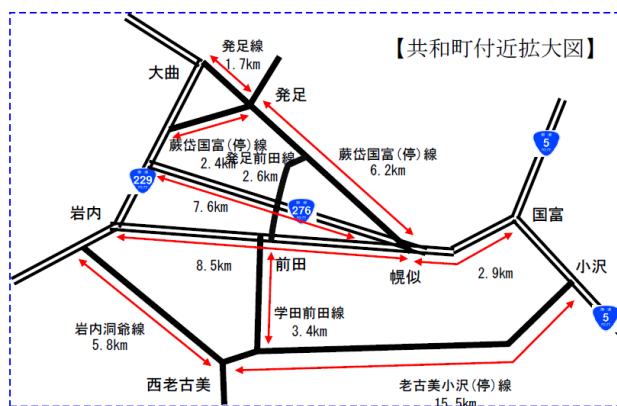 【共和町付近拡大図】
発足線
1.7km
大曲
発足
蕨岱国富(停)線
2.4km
発足前田線
2.6km
蕨岱国富(停)線
6.2km
5
229
7.6km
276
岩内
国富
8.5km
前田
幌似
2.9km
小沢
学田前田線
3.4km
岩内洞爺線
5.8km
5
西老古美
老古美小沢(停)線
15.5km